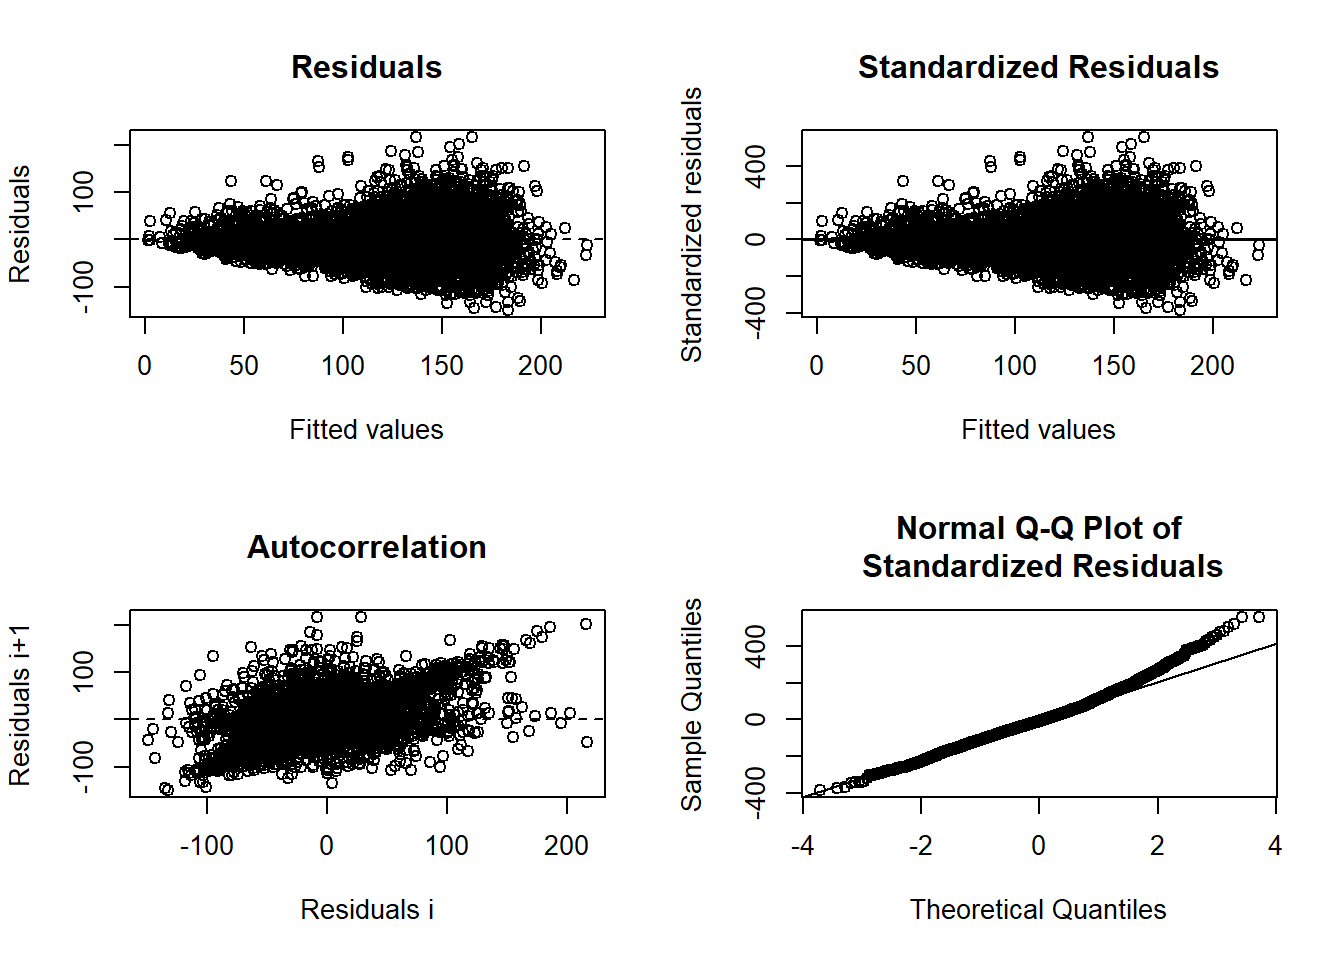 Residuals
Residuals
100
-100
0
50
100
150
200
Fitted values
Standardized Residuals
Standardized residuals
400
0
-400
0
50
100
150
200
Fitted values
Autocorrelation
Residuals i+1
100
-100
-100
0
100
200
Residuals i
Normal Q-Q Plot of
Standardized Residuals
Sample Quantiles
400
0
-400
-4
-2
0
2
4
Theoretical Quantiles